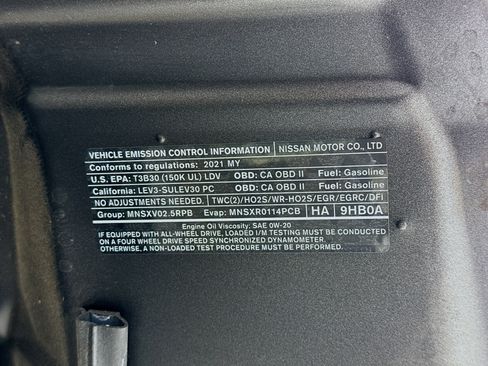 VEHICLE EMISSION CONTROL INFORMATION NISSAN MOTOR CO., LTD
Conforms to regulations: 2021 MY
U.S. EPA: T3B30 (150K UL) LDV OBD: CA OBD II Fuel: Gasoline
California: LEV3-SULEV30 PC OBD: CA OBD II Fuel: Gasoline
NO ADJUSTMENTS NEEDED. TWC(2)/HO2S/WR-HO2S/EGR/EGRC/DFI
Group: MNSXV02.5RPB Evap: MNSXR0114PCB HA 9HB0A
Engine Oil Viscosity: SAE 0W-20
IF EQUIPPED WITH ALL-WHEEL DRIVE, LOADED I/M TESTING MUST BE CONDUCTED
ON A FOUR WHEEL DRIVE SPEED SYNCHRONIZED DYNAMOMETER.
OTHERWISE, A NON-LOADED TEST PROCEDURE MUST BE PERFORMED.